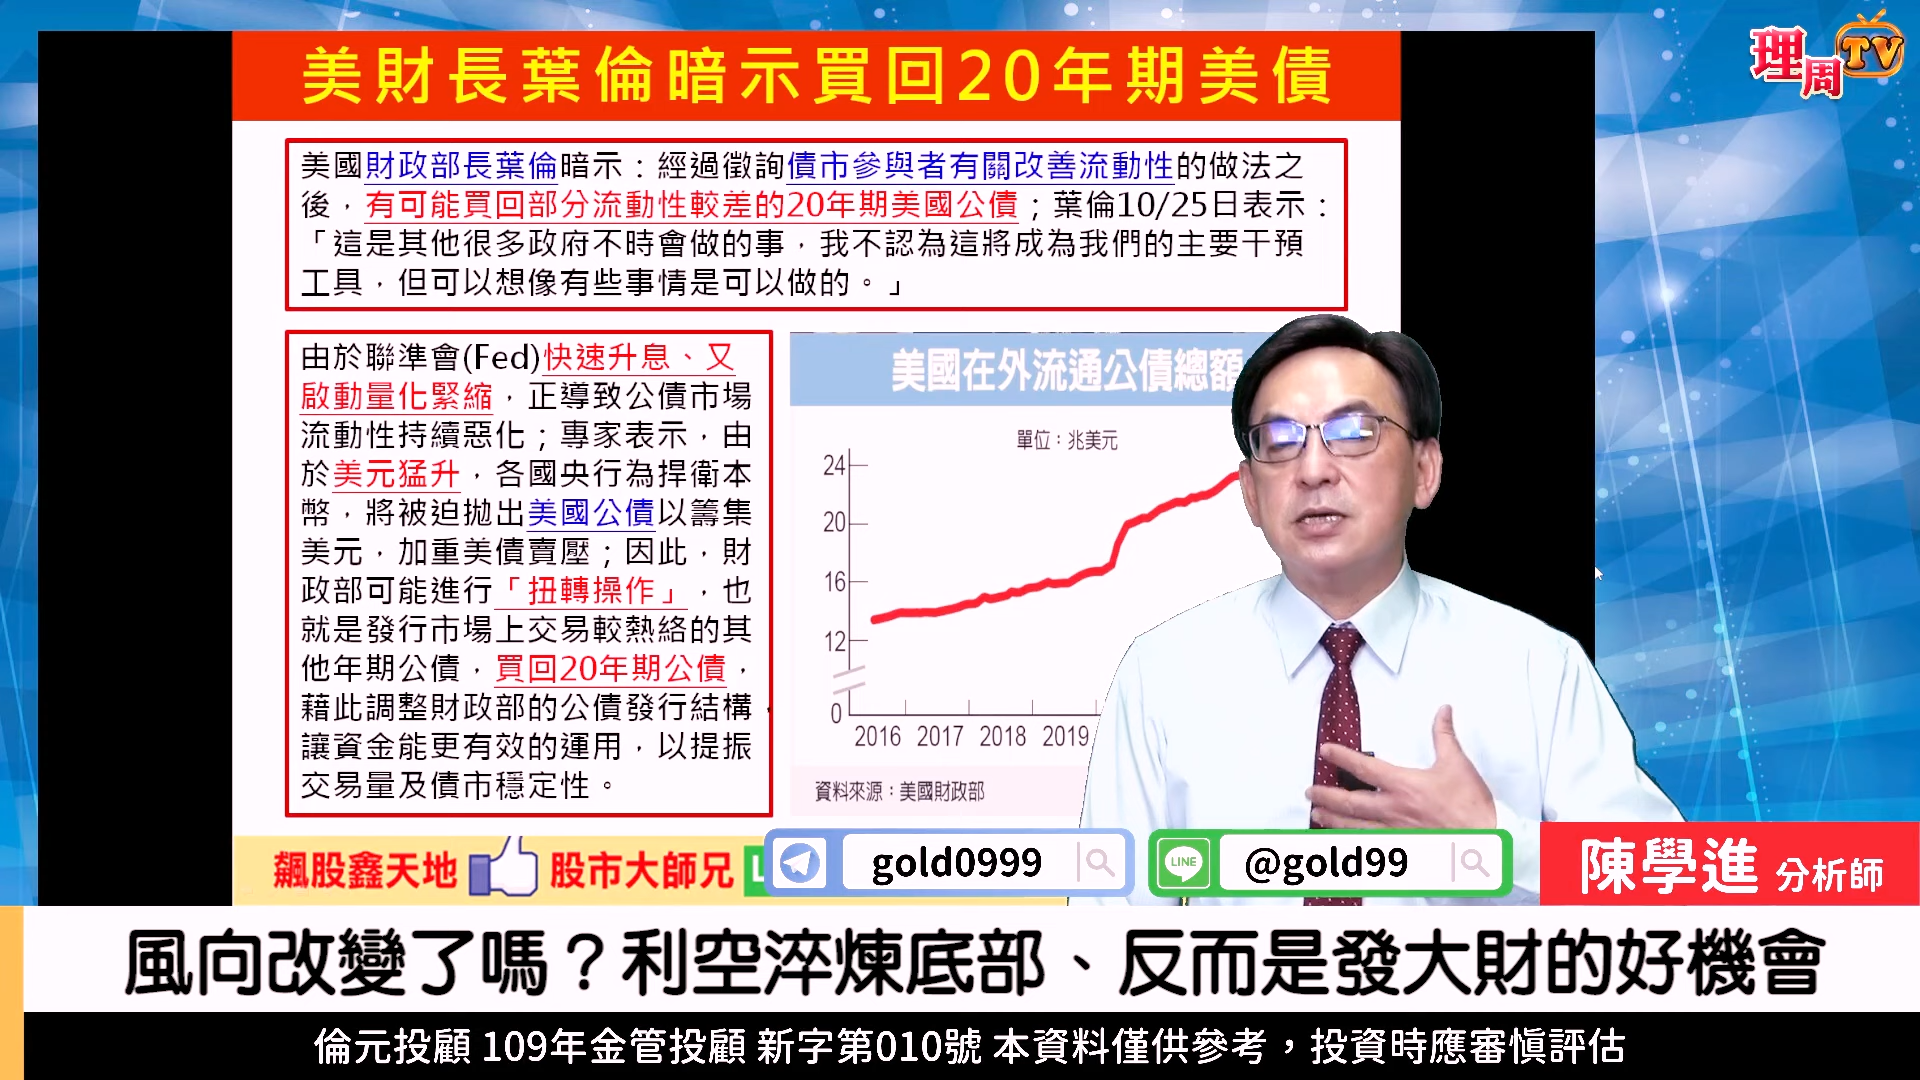 美財長葉倫暗示買回20年期美債
理周TV
美國財政部長葉倫暗示：經過徵詢債市參與者有關改善流動性的做法之
後，有可能買回部分流動性較差的20年期美國公債；葉倫10/25日表示：
「這是其他很多政府不時會做的事，我不認為這將成為我們的主要干預
工具，但可以想像有些事情是可以做的。」
由於聯準會(Fed)快速升息、又
啟動量化緊縮，正導致公債市場
流動性持續惡化；專家表示，由
於美元猛升，各國央行為捍衛本
幣，將被迫拋出美國公債以籌集
美元，加重美債賣壓；因此，財
政部可能進行「扭轉操作」，也
就是發行市場上交易較熱絡的其
他年期公債，買回20年期公債，
藉此調整財政部的公債發行結構，
讓資金能更有效的運用，以提振
交易量及債市穩定性。
美國在外流通公債總額
單位：兆美元
24
20
16
12
0
2016 2017 2018 2019
資料來源：美國財政部
飆股鑫天地 股市大師兄
gold0999
LINE
@gold99
陳學進 分析師
風向改變了嗎？利空淬煉底部、反而是發大財的好機會
倫元投顧 109年金管投顧 新字第010號 本資料僅供參考，投資時應審慎評估